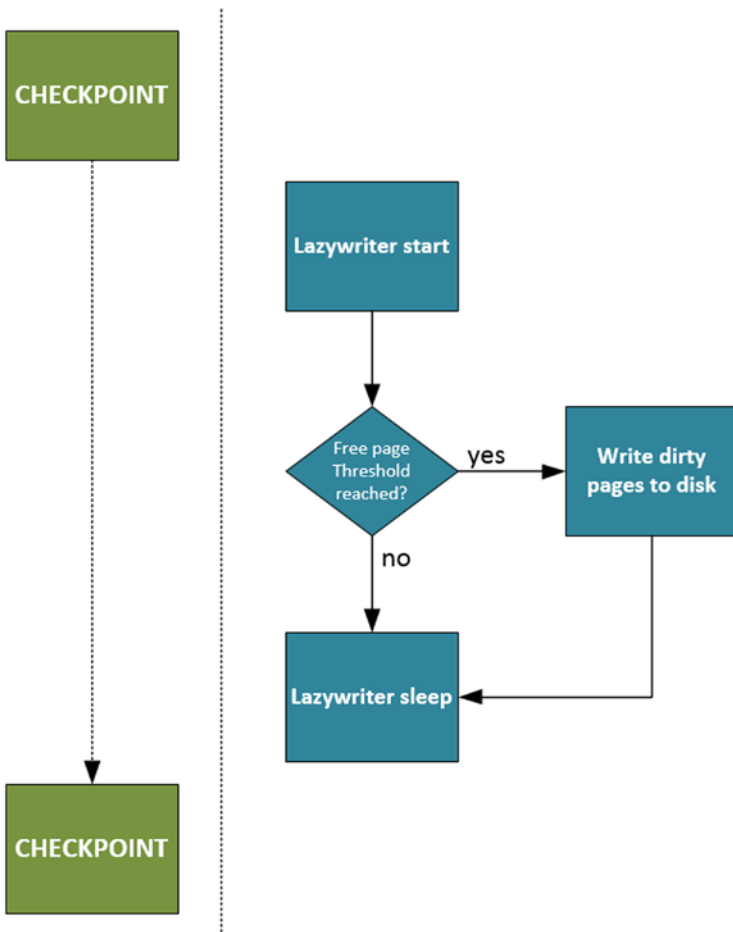 CHECKPOINT
Lazywriter start
Free page
Threshold
reached?
yes
Write dirty
pages to disk
no
Lazywriter sleep
CHECKPOINT